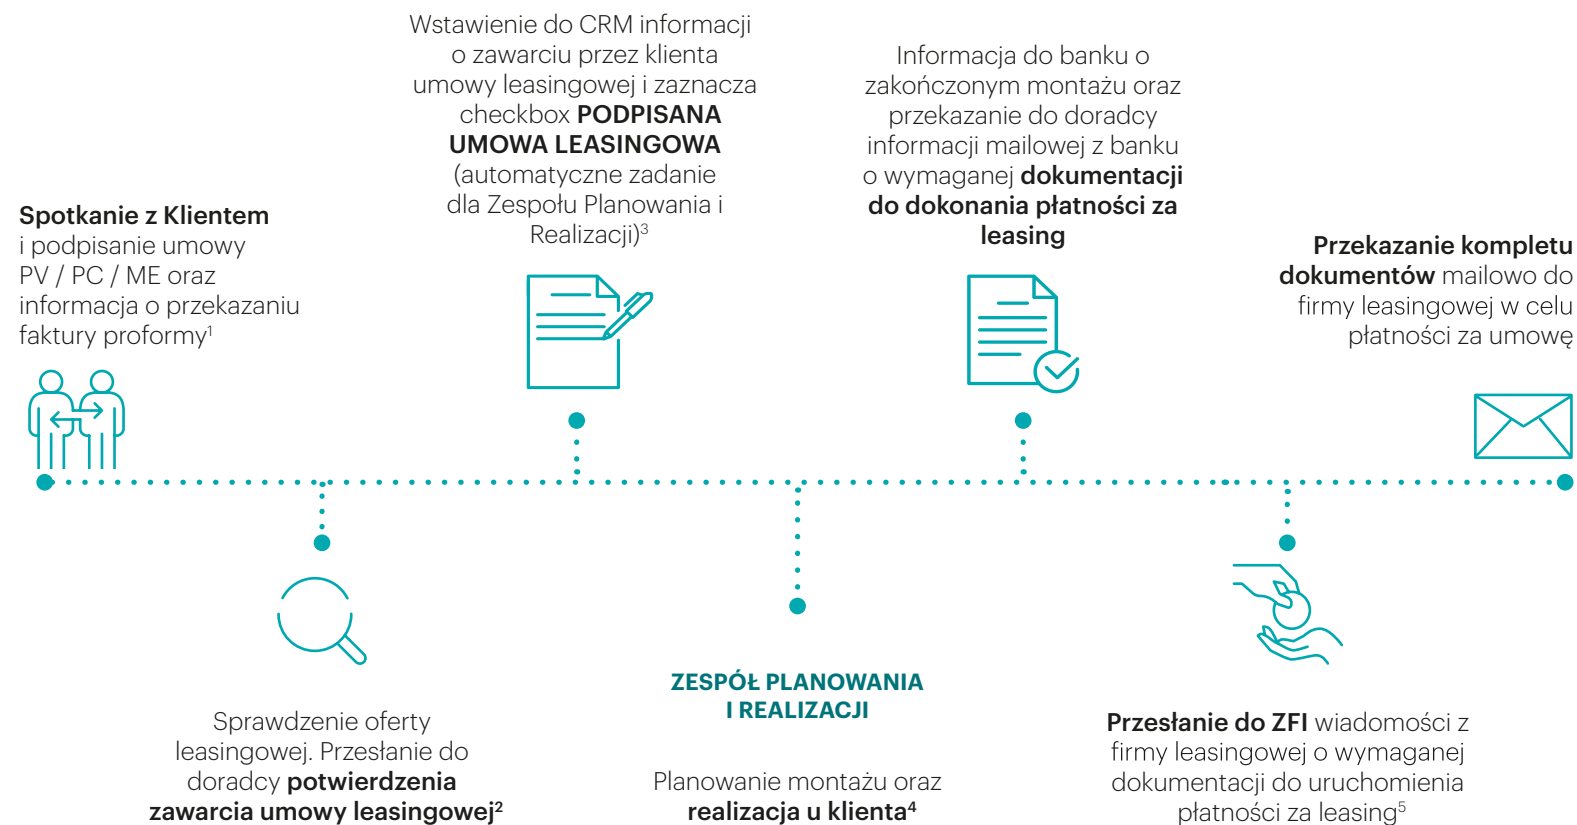 Spotkanie z Klientem
i podpisanie umowy
PV / PC / ME oraz
informacja o przekazaniu
faktury proformy¹
Sprawdzenie oferty
leasingowej. Przesłanie do
doradcy potwierdzenia
zawarcia umowy leasingowej²
Wstawienie do CRM informacji
o zawarciu przez klienta
umowy leasingowej i zaznacza
checkbox PODPISANA
UMOWA LEASINGOWA
(automatyczne zadanie
dla Zespołu Planowania i
Realizacji)³
ZESPÓŁ PLANOWANIA
I REALIZACJI
Planowanie montażu oraz
realizacja u klienta⁴
Informacja do banku o
zakończonym montażu oraz
przekazanie do doradcy
informacji mailowej z banku
o wymaganej dokumentacji
do dokonania płatności za
leasing
Przesłanie do ZFI wiadomości z
firmy leasingowej o wymaganej
dokumentacji do uruchomienia
płatności za leasing⁵
Przekazanie kompletu
dokumentów mailowo do
firmy leasingowej w celu
płatności za umowę